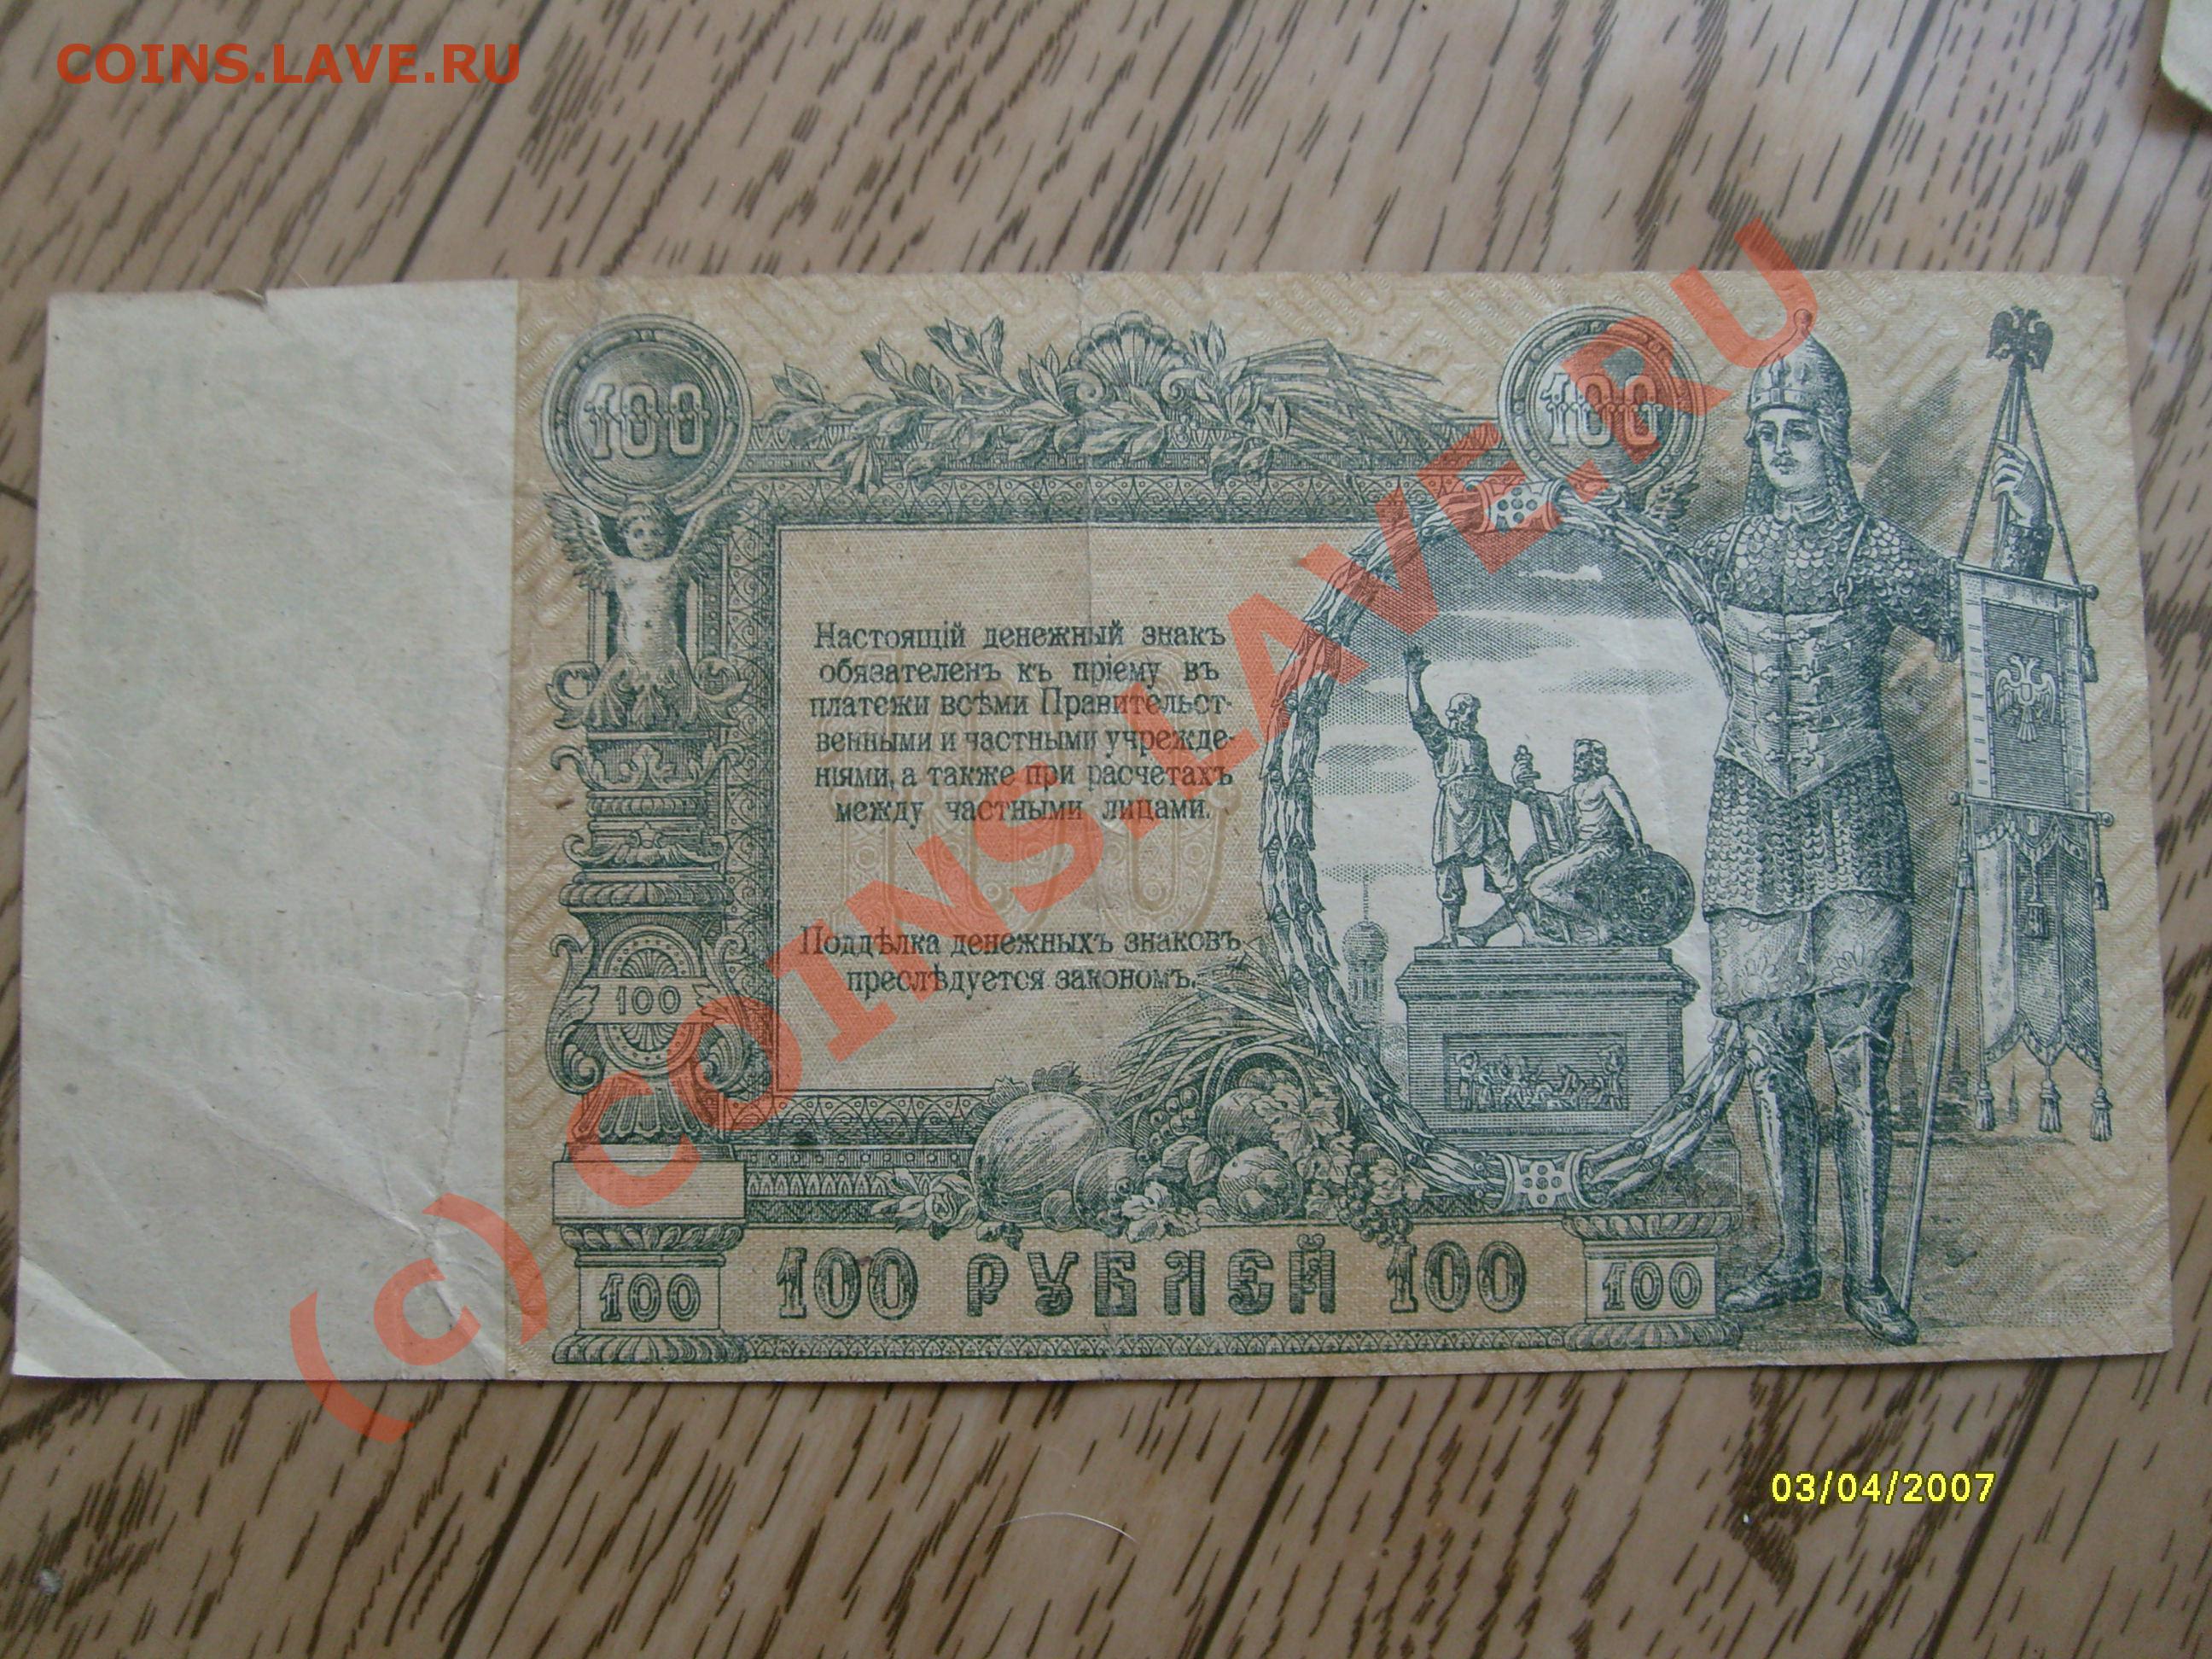 COINS.LAVE.RU
100
100
Настоящій денежный знакъ
обязателенъ къ пріему въ
платежи всѣми Правительст-
венными и частными учрежде-
ніями, а также при расчетахъ
между частными лицами.
Поддѣлка денежныхъ знаковъ
преслѣдуется закономъ.
100
100
100 РУБЛЕЙ 100
100
(c) COINS.LAVE.RU
03/04/2007